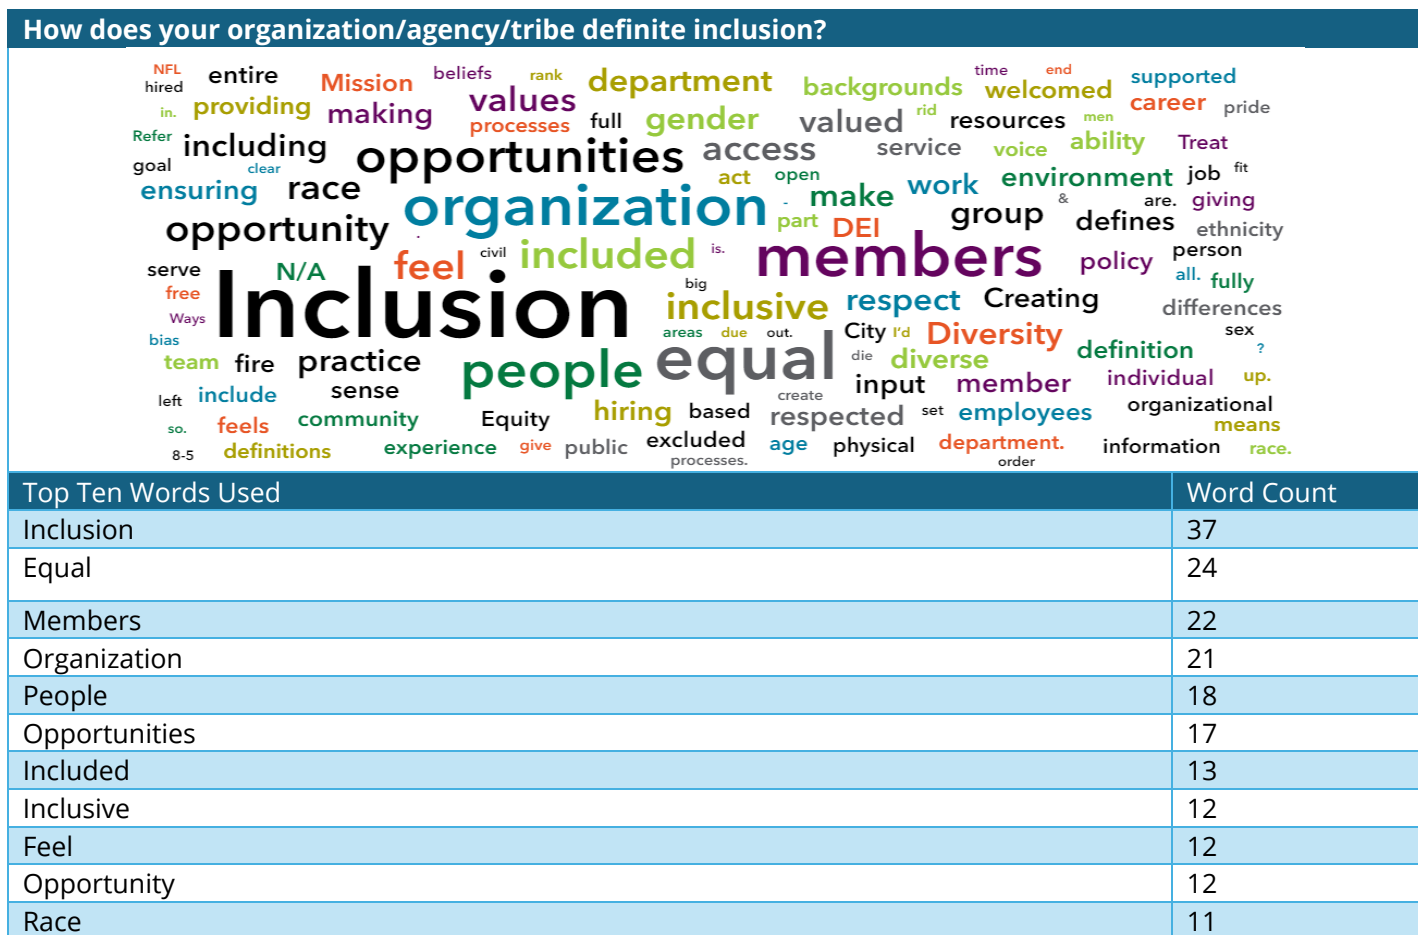 How does your organization/agency/tribe definite inclusion?
NFL entire Mission beliefs rank department backgrounds time end supported
hired values welcomed career pride
in. providing making processes full gender valued rid resources men
Refer including opportunities access service voice ability Treat
goal clear act open environment job fit
ensuring race organization - make work & are. giving
opportunity part DEI group defines ethnicity
serve N/A feel civil included is. members policy person
free Inclusion big inclusive respect Creating all. fully
Ways differences
bias areas due out. City I'd Diversity sex
team fire practice people equal die diverse definition ?
left include sense create input member individual up.
so. feels community Equity hiring based respected set employees organizational
means
8-5 definitions experience give public excluded age physical department. information race.
processes. order
Top Ten Words Used Word Count
Inclusion 37
Equal 24
Members 22
Organization 21
People 18
Opportunities 17
Included 13
Inclusive 12
Feel 12
Opportunity 12
Race 11